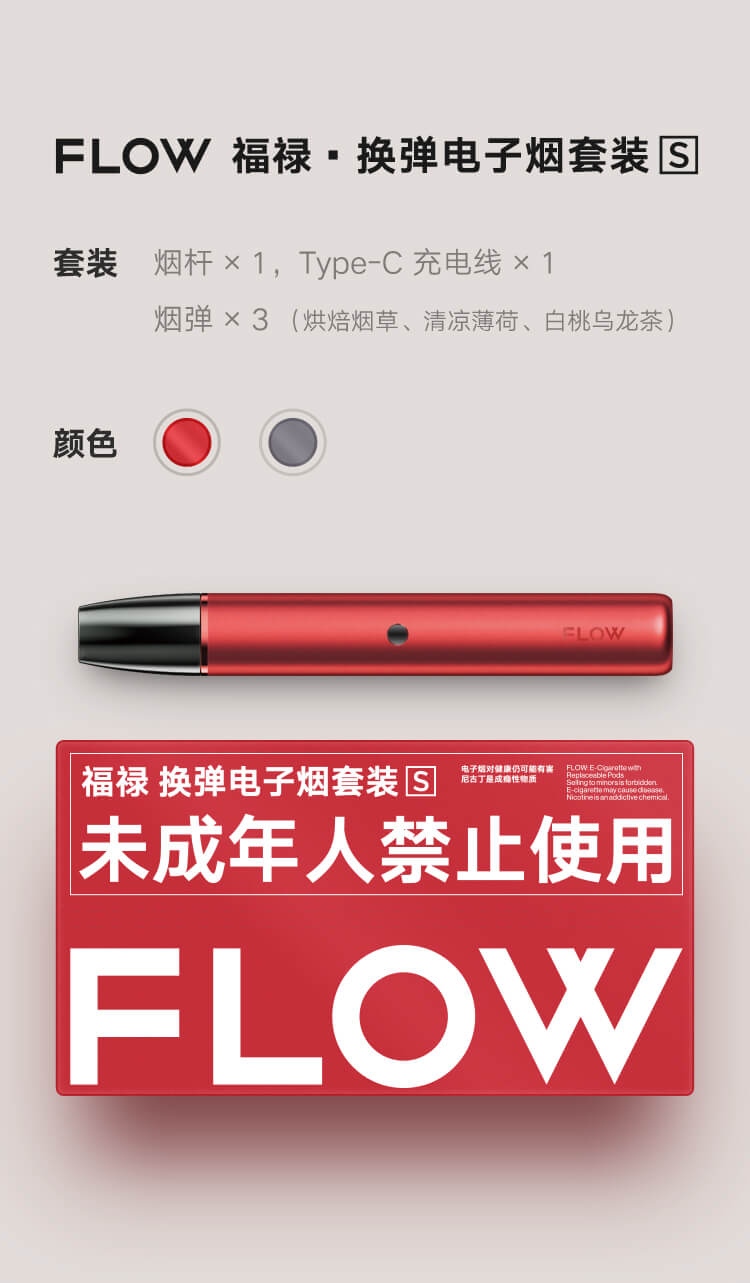 FLOW 福禄·换弹电子烟套装 S
套装 烟杆 × 1，Type-C 充电线 × 1
烟弹 × 3 （烘焙烟草、清凉薄荷、白桃乌龙茶）
颜色
FLOW
福禄 换弹电子烟套装 S
电子烟对健康仍可能有害
尼古丁是成瘾性物质
FLOW: E-Cigarette with
Replaceable Pods
Selling to minors is forbidden.
E-cigarette may cause disease.
Nicotine is an addictive chemical.
未成年人禁止使用
FLOW